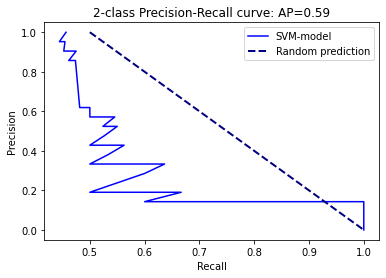 2-class Precision-Recall curve: AP=0.59
SVM-model
Random prediction
Precision
1.0
0.8
0.6
0.4
0.2
0.0
0.5
0.6
0.7
0.8
0.9
1.0
Recall